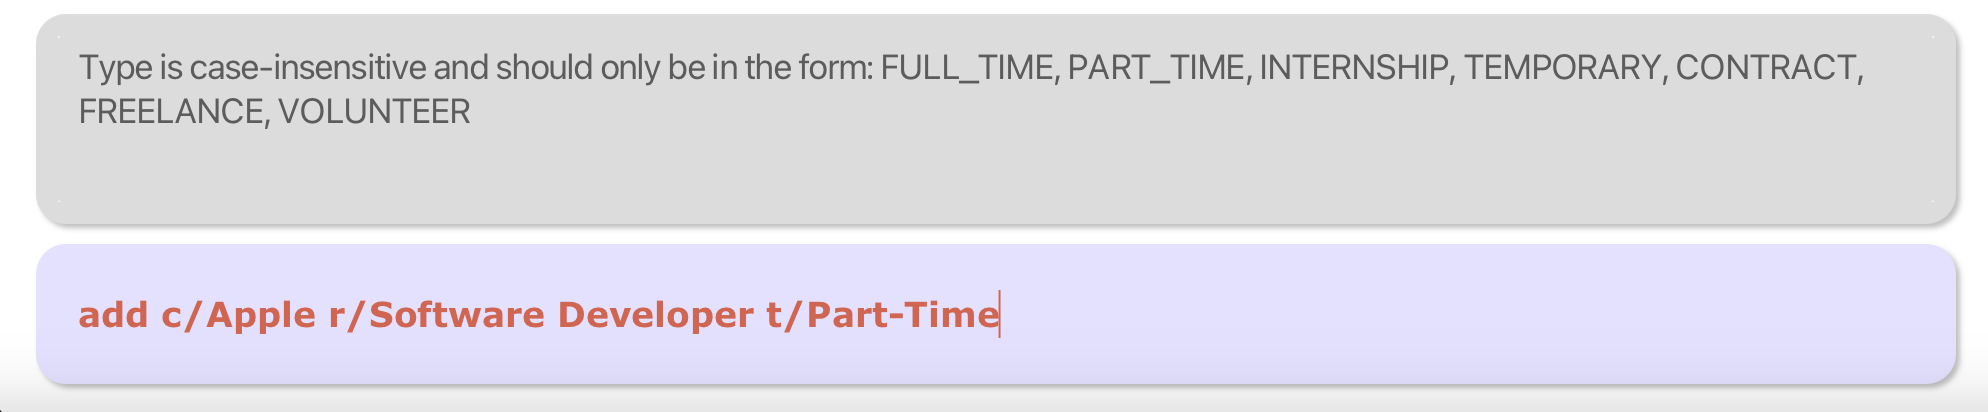 Type is case-insensitive and should only be in the form: FULL_TIME, PART_TIME, INTERNSHIP, TEMPORARY, CONTRACT,
FREELANCE, VOLUNTEER
add c/Apple r/Software Developer t/Part-Time